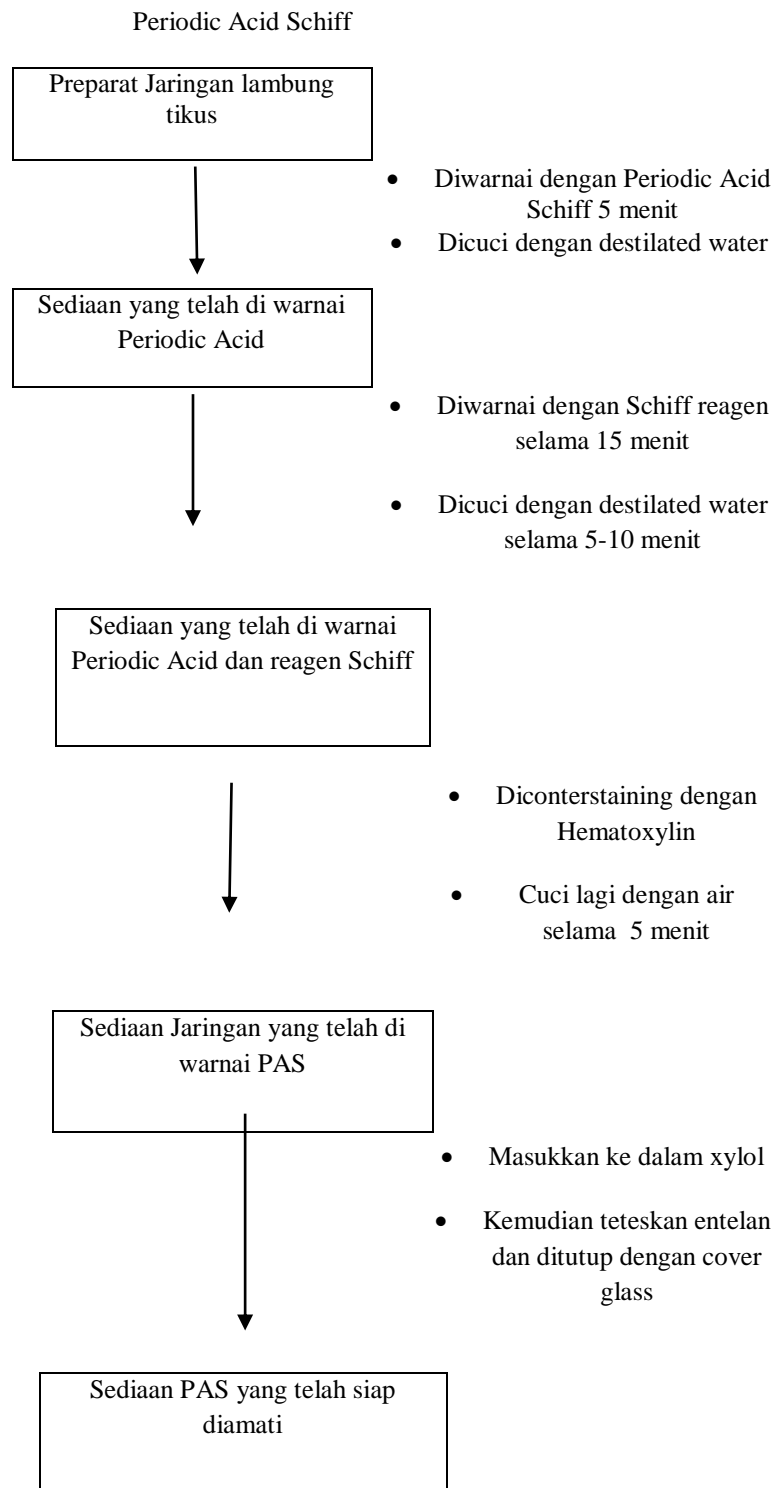 Periodic Acid Schiff
Preparat Jaringan lambung
tikus
• Diwarnai dengan Periodic Acid
Schiff 5 menit
• Dicuci dengan destilated water
Sediaan yang telah di warnai
Periodic Acid
• Diwarnai dengan Schiff reagen
selama 15 menit
• Dicuci dengan destilated water
selama 5-10 menit
Sediaan yang telah di warnai
Periodic Acid dan reagen Schiff
• Diconterstaining dengan
Hematoxylin
• Cuci lagi dengan air
selama 5 menit
Sediaan Jaringan yang telah di
warnai PAS
• Masukkan ke dalam xylol
• Kemudian teteskan entelan
dan ditutup dengan cover
glass
Sediaan PAS yang telah siap
diamati